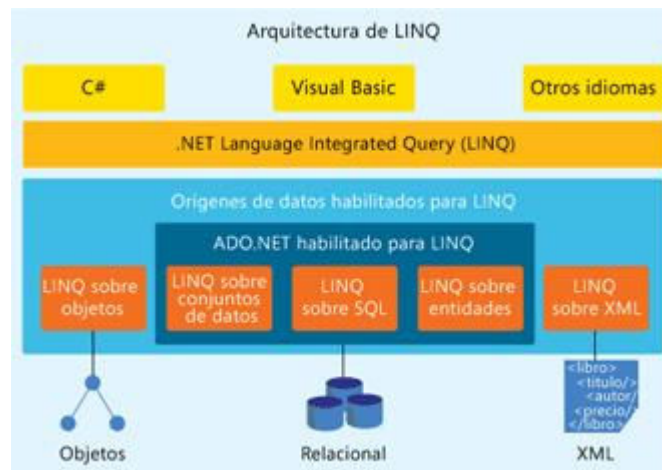 Arquitectura de LINQ
C#
Visual Basic
Otros idiomas
.NET Language Integrated Query (LINQ)
Orígenes de datos habilitados para LINQ
ADO.NET habilitado para LINQ
LINQ sobre
objetos
LINQ sobre
conjuntos
de datos
LINQ
sobre SQL
LINQ sobre
entidades
LINQ
sobre XML
<libro>
<titulo/>
<autor/
<precio/>
</libro>
Objetos
Relacional
XML